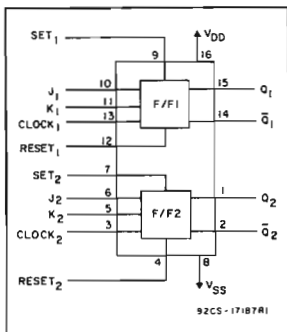 SET1
9
16
VDD
J1
10
F/F1
15
Q1
K1
11
CLOCK1
13
14
Q̅1
RESET1
12
SET2
7
J2
6
f/F2
1
Q2
K2
5
CLOCK2
3
2
Q̅2
4
8
RESET2
VSS
92CS-17187R1